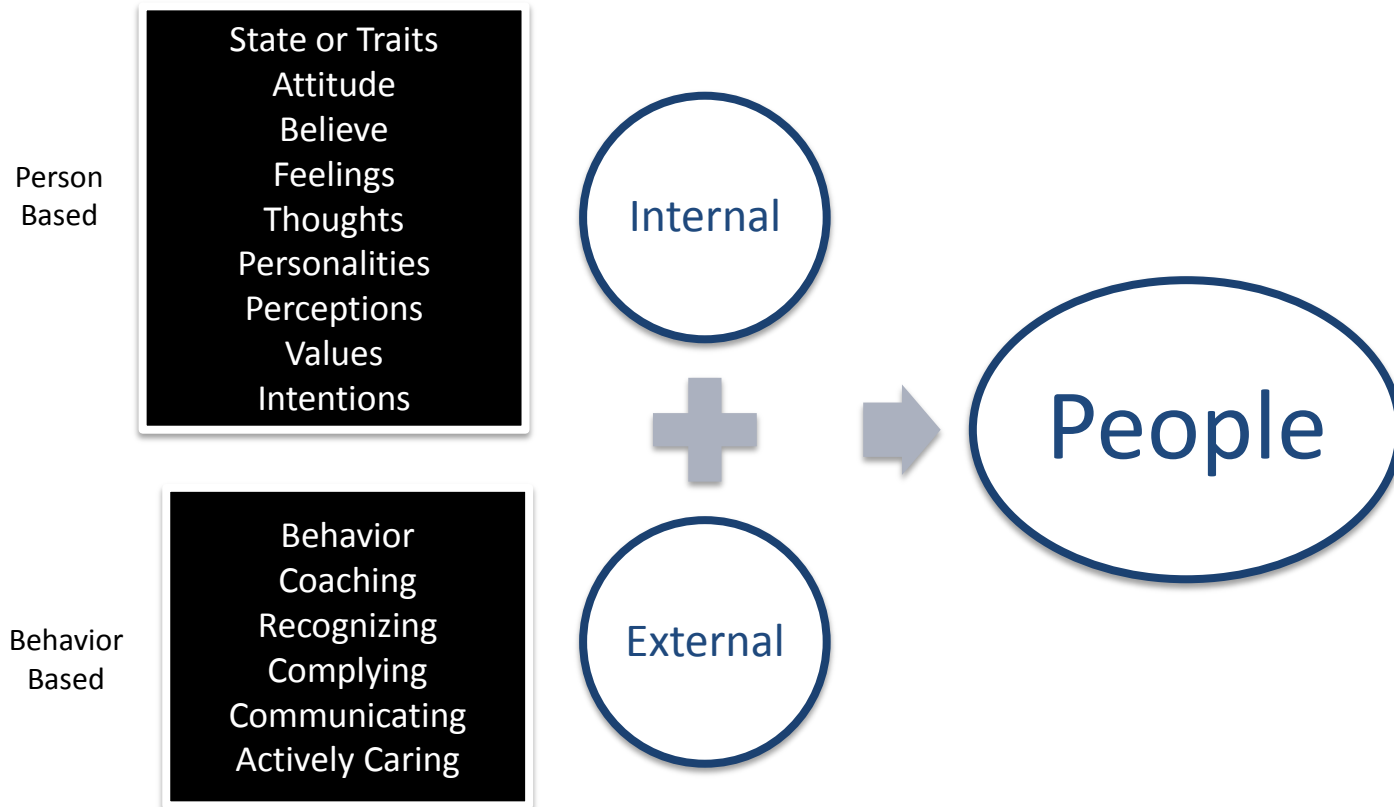 Person
Based
State or Traits
Attitude
Believe
Feelings
Thoughts
Personalities
Perceptions
Values
Intentions
Internal
People
Behavior
Based
Behavior
Coaching
Recognizing
Complying
Communicating
Actively Caring
External